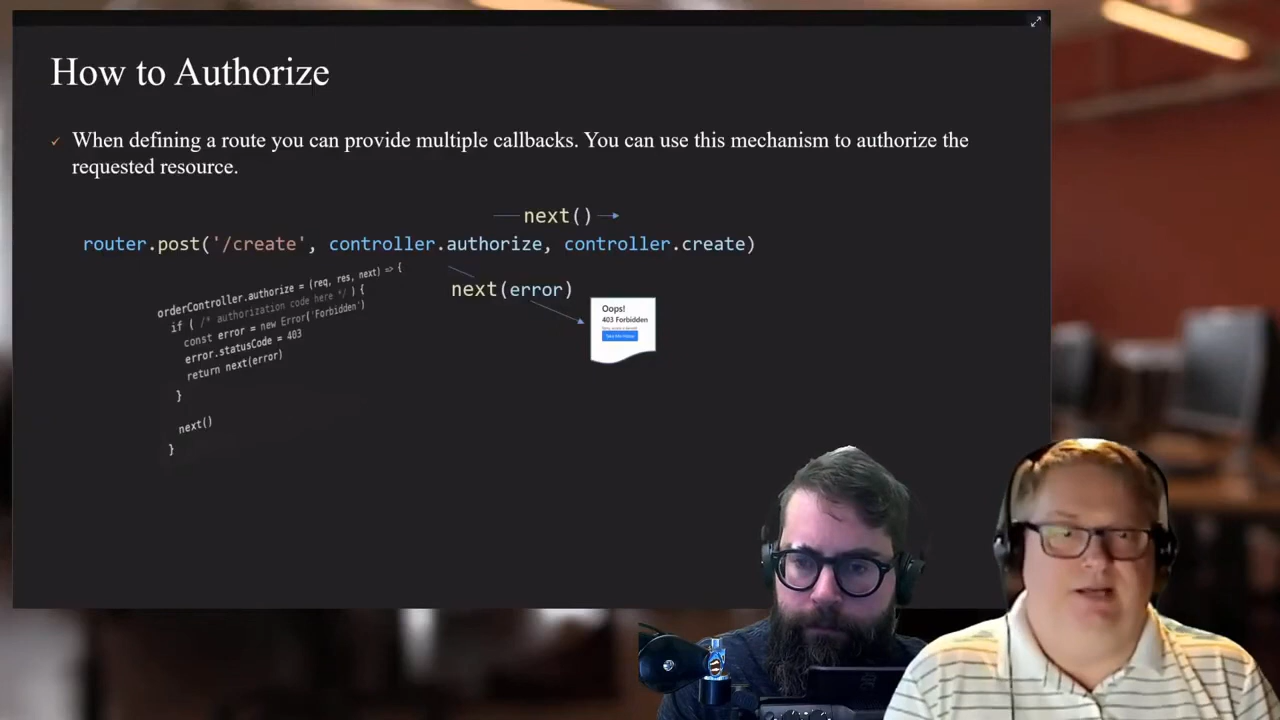 How to Authorize
✓ When defining a route you can provide multiple callbacks. You can use this mechanism to authorize the
requested resource.
next()
router.post('/create', controller.authorize, controller.create)
orderController.authorize = (req, res, next) => {
if ( /* authorization code here */ ) {
const error = new Error('Forbidden')
error.statusCode = 403
return next(error)
}
next()
}
next(error)
Oops!
403 Forbidden